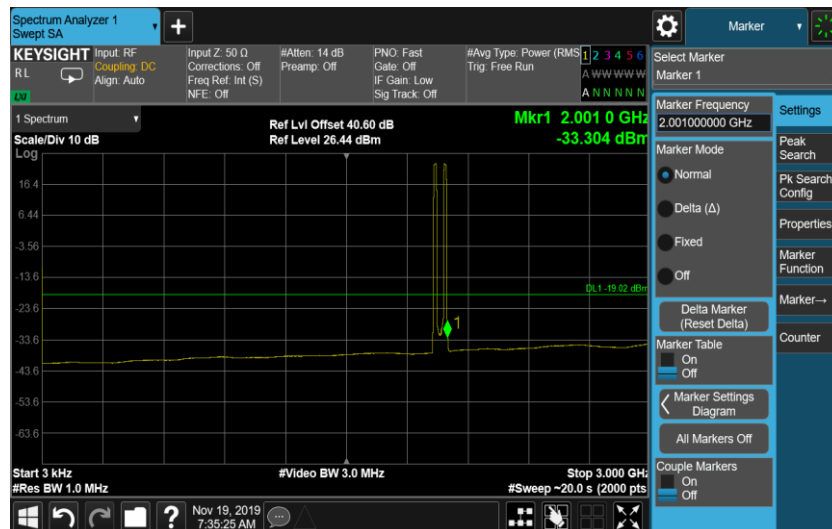 Spectrum Analyzer 1
Swept SA
+
Marker
KEYSIGHT
RL
LXI
Input: RF
Coupling: DC
Align: Auto
Input Z: 50 Ω
Corrections: Off
Freq Ref: Int (S)
NFE: Off
#Atten: 14 dB
Preamp: Off
PNO: Fast
Gate: Off
IF Gain: Low
Sig Track: Off
#Avg Type: Power (RMS
Trig: Free Run
1 2 3 4 5 6
A W W W W W
A N N N N N
Select Marker
Marker 1
1 Spectrum
Scale/Div 10 dB
Log
Ref Lvl Offset 40.60 dB
Ref Level 26.44 dBm
Mkr1 2.001 0 GHz
-33.304 dBm
16.4
6.44
-3.56
-13.6
-23.6
-33.6
-43.6
-53.6
-63.6
DL1 -19.02 dBm
1
Start 3 kHz
#Res BW 1.0 MHz
#Video BW 3.0 MHz
Stop 3.000 GHz
#Sweep ~20.0 s (2000 pts
Marker Frequency
2.001000000 GHz
Marker Mode
Normal
Delta (Δ)
Fixed
Off
Delta Marker
(Reset Delta)
Marker Table
On
Off
Marker Settings
Diagram
All Markers Off
Couple Markers
On
Off
Settings
Peak
Search
Pk Search
Config
Properties
Marker
Function
Marker→
Counter
?
Nov 19, 2019
7:35:25 AM